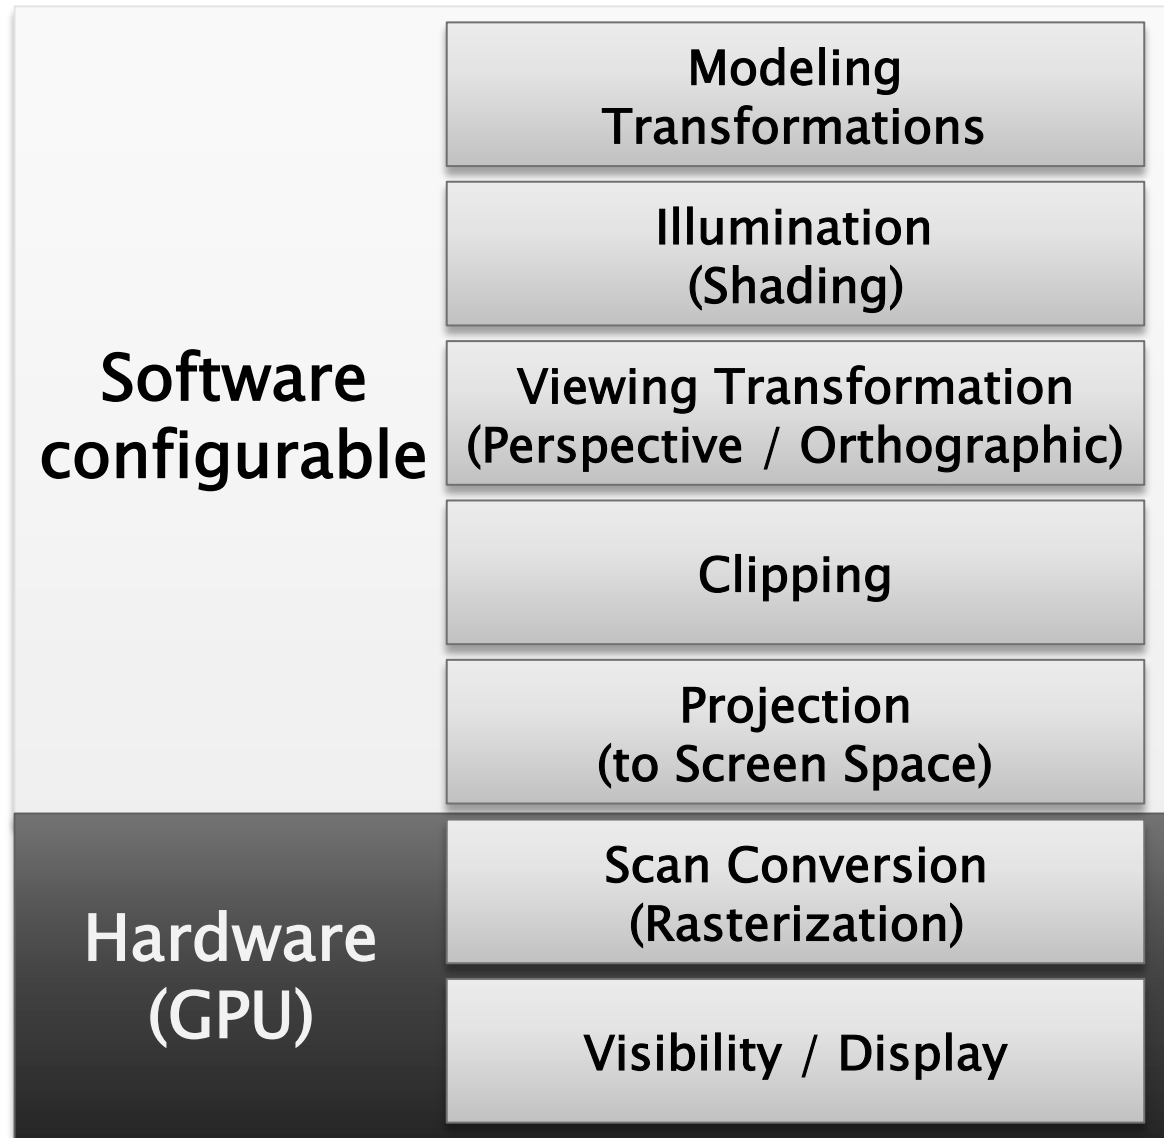 Software
configurable
Modeling
Transformations
Illumination
(Shading)
Viewing Transformation
(Perspective / Orthographic)
Clipping
Projection
(to Screen Space)
Hardware
(GPU)
Scan Conversion
(Rasterization)
Visibility / Display